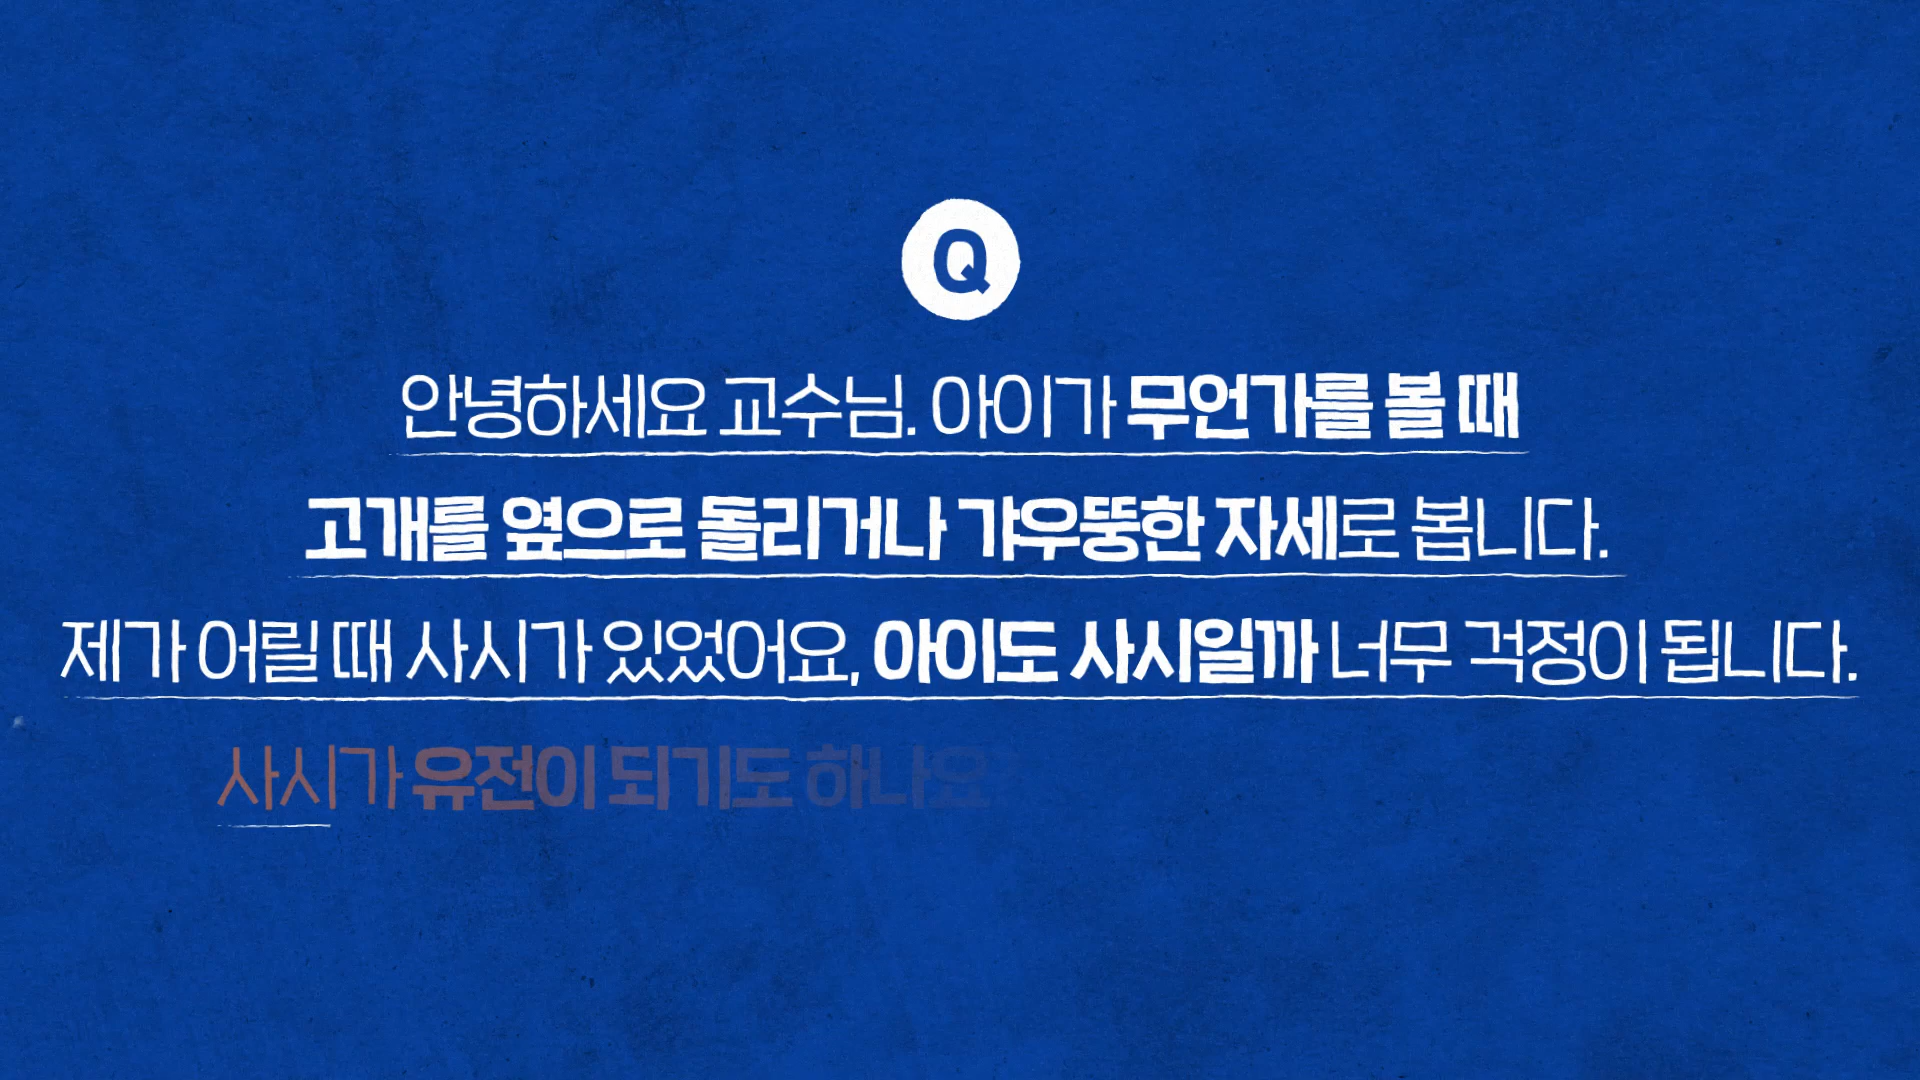 Q
안녕하세요 교수님. 아이가 무언가를 볼 때
고개를 옆으로 돌리거나 갸우뚱한 자세로 봅니다.
제가 어릴 때 사시가 있었어요, 아이도 사시일까 너무 걱정이 됩니다.
사시가 유전이 되기도 하나요?